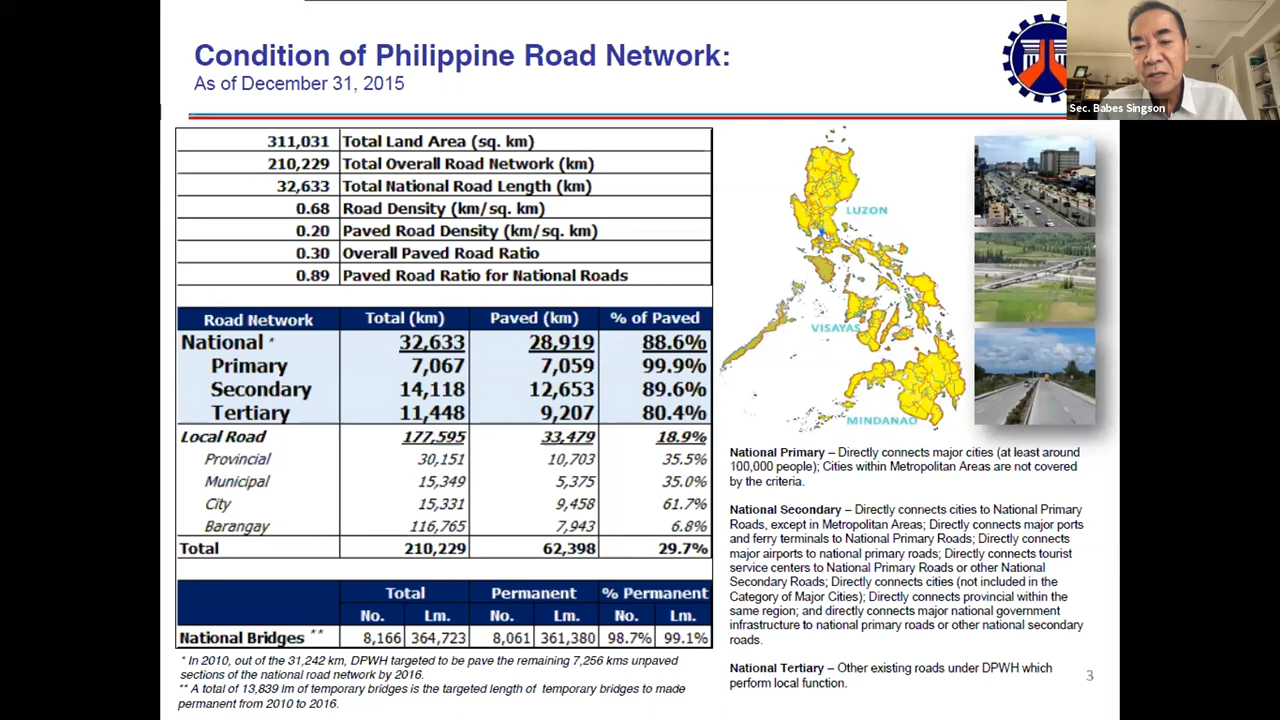 Condition of Philippine Road Network:
As of December 31, 2015
Sec. Babes Singson
311,031 Total Land Area (sq. km)
210,229 Total Overall Road Network (km)
32,633 Total National Road Length (km)
0.68 Road Density (km/sq. km)
0.20 Paved Road Density (km/sq. km)
0.30 Overall Paved Road Ratio
0.89 Paved Road Ratio for National Roads
Road Network Total (km) Paved (km) % of Paved
National * 32,633 28,919 88.6%
Primary 7,067 7,059 99.9%
Secondary 14,118 12,653 89.6%
Tertiary 11,448 9,207 80.4%
Local Road 177,595 33,479 18.9%
Provincial 30,151 10,703 35.5%
Municipal 15,349 5,375 35.0%
City 15,331 9,458 61.7%
Barangay 116,765 7,943 6.8%
Total 210,229 62,398 29.7%
Total Permanent % Permanent
No. Lm. No. Lm. No. Lm.
National Bridges ** 8,166 364,723 8,061 361,380 98.7% 99.1%
* In 2010, out of the 31,242 km, DPWH targeted to be pave the remaining 7,256 kms unpaved
sections of the national road network by 2016.
** A total of 13,839 lm of temporary bridges is the targeted length of temporary bridges to made
permanent from 2010 to 2016.
LUZON
VISAYAS
MINDANAO
National Primary – Directly connects major cities (at least around
100,000 people); Cities within Metropolitan Areas are not covered
by the criteria.
National Secondary – Directly connects cities to National Primary
Roads, except in Metropolitan Areas; Directly connects major ports
and ferry terminals to National Primary Roads; Directly connects
major airports to national primary roads; Directly connects tourist
service centers to National Primary Roads or other National
Secondary Roads; Directly connects cities (not included in the
Category of Major Cities); Directly connects provincial within the
same region; and directly connects major national government
infrastructure to national primary roads or other national secondary
roads.
National Tertiary – Other existing roads under DPWH which
perform local function.
3